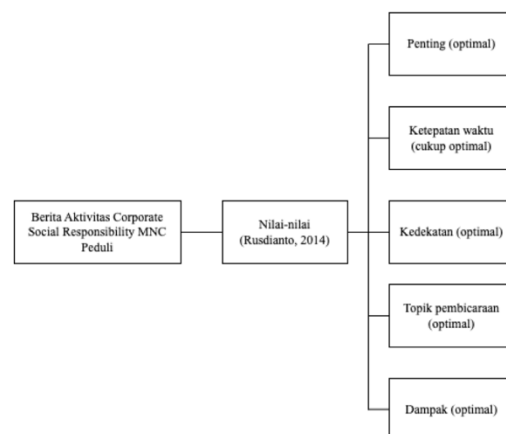 Penting (optimal)
Ketepatan waktu
(cukup optimal)
Berita Aktivitas Corporate
Social Responsibility MNC
Peduli
Nilai-nilai
(Rusdianto, 2014)
Kedekatan (optimal)
Topik pembicaraan
(optimal)
Dampak (optimal)